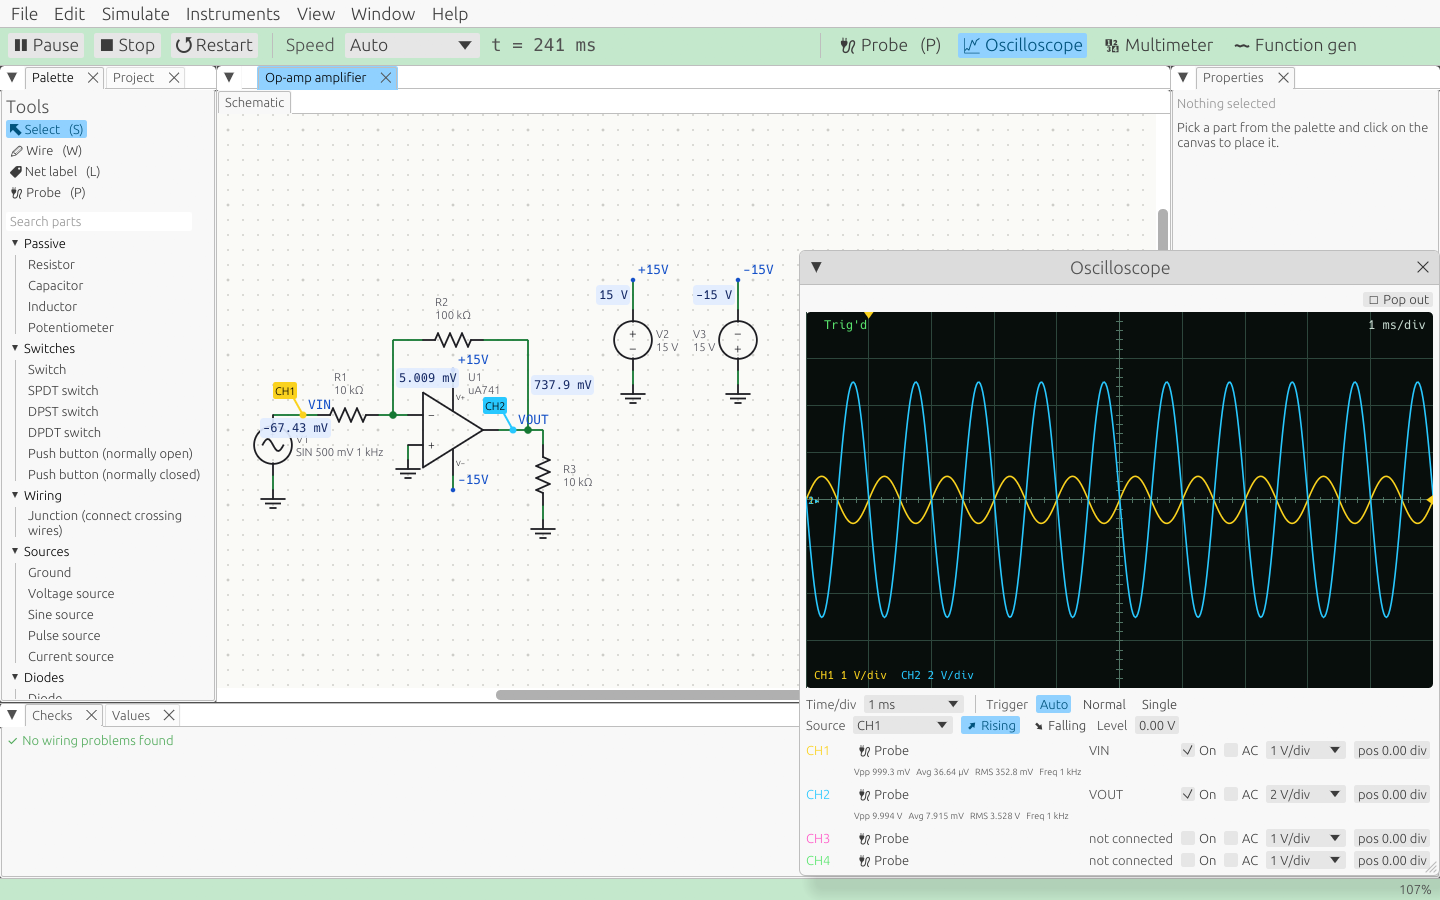 File Edit Simulate Instruments View Window Help
Pause Stop Restart Speed Auto t = 241 ms Probe (P) Oscilloscope Multimeter Function gen
Palette Project Op-amp amplifier Properties
Tools
Select (S)
Wire (W)
Net label (L)
Probe (P)
Search parts
Passive
Resistor
Capacitor
Inductor
Potentiometer
Switches
Switch
SPDT switch
DPST switch
DPDT switch
Push button (normally open)
Push button (normally closed)
Wiring
Junction (connect crossing
wires)
Sources
Ground
Voltage source
Sine source
Pulse source
Current source
Diodes
Diode
Schematic
+15V -15V
15 V -15 V
R2
100 kΩ
V2
15 V
V3
15 V
+15V
R1
10 kΩ
5.009 mV
U1
uA741
737.9 mV
CH1
VIN
V+
CH2
VOUT
-67.43 mV
V1
SIN 500 mV 1 kHz
V-
-15V
R3
10 kΩ
Nothing selected
Pick a part from the palette and click on the
canvas to place it.
Oscilloscope
Pop out
Trig'd 1 ms/div
CH1 1 V/div CH2 2 V/div
Time/div 1 ms Trigger Auto Normal Single
Source CH1 Rising Falling Level 0.00 V
CH1 Probe VIN On AC 1 V/div pos 0.00 div
Vpp 999.3 mV Avg 36.64 µV RMS 352.8 mV Freq 1 kHz
CH2 Probe VOUT On AC 2 V/div pos 0.00 div
Vpp 9.994 V Avg 7.915 mV RMS 3.528 V Freq 1 kHz
CH3 Probe not connected On AC 1 V/div pos 0.00 div
CH4 Probe not connected On AC 1 V/div pos 0.00 div
Checks Values
No wiring problems found
107%